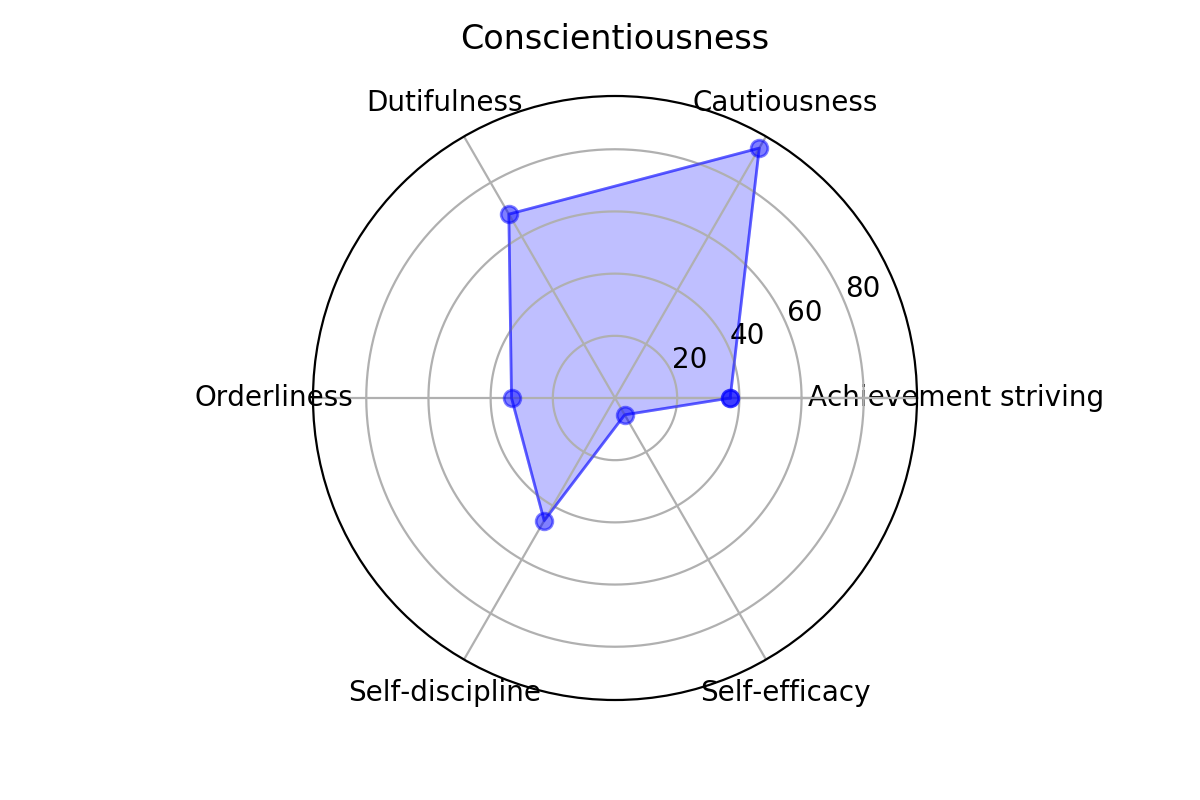 Conscientiousness
Dutifulness
Cautiousness
80
60
40
20
Orderliness
Achievement striving
Self-discipline
Self-efficacy